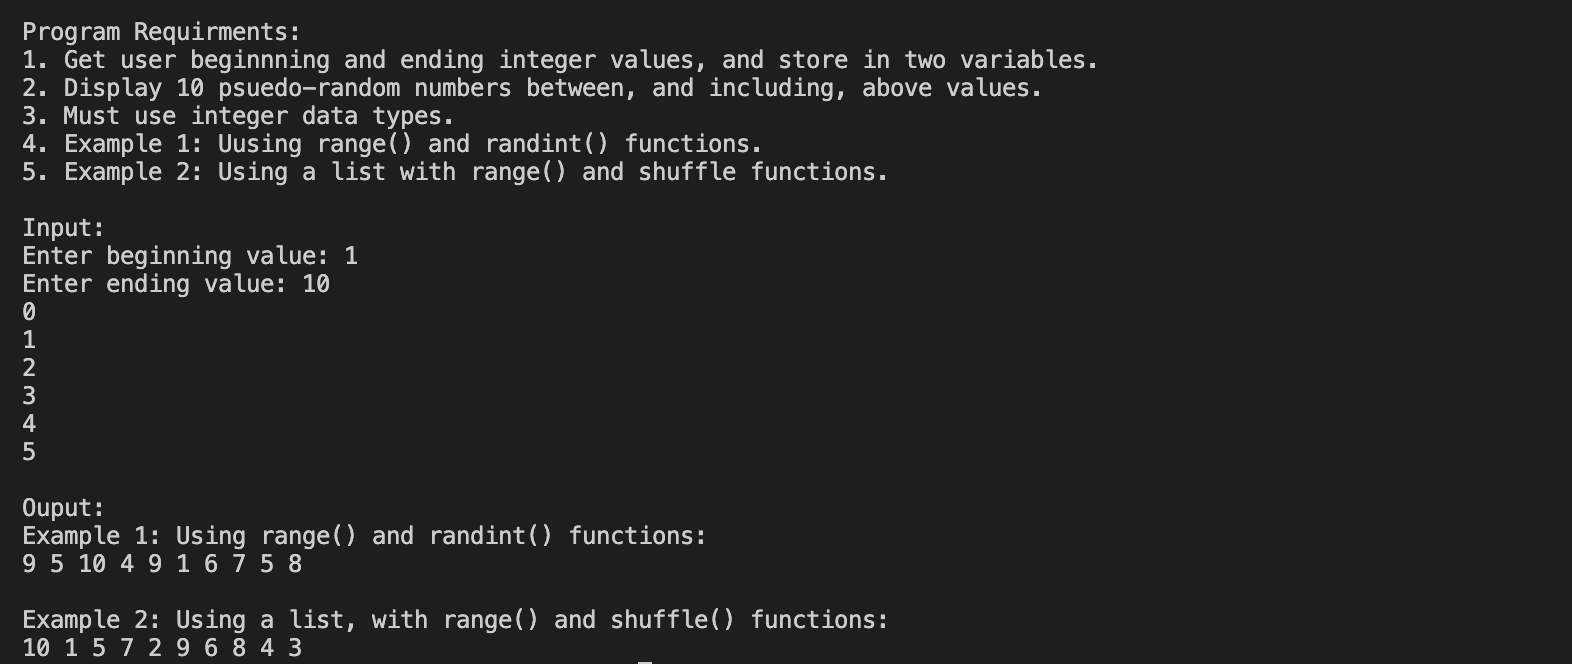 Program Requirments:
1. Get user beginnning and ending integer values, and store in two variables.
2. Display 10 psuedo-random numbers between, and including, above values.
3. Must use integer data types.
4. Example 1: Uusing range() and randint() functions.
5. Example 2: Using a list with range() and shuffle functions.
Input:
Enter beginning value: 1
Enter ending value: 10
0
1
2
3
4
5
Ouput:
Example 1: Using range() and randint() functions:
9 5 10 4 9 1 6 7 5 8
Example 2: Using a list, with range() and shuffle() functions:
10 1 5 7 2 9 6 8 4 3